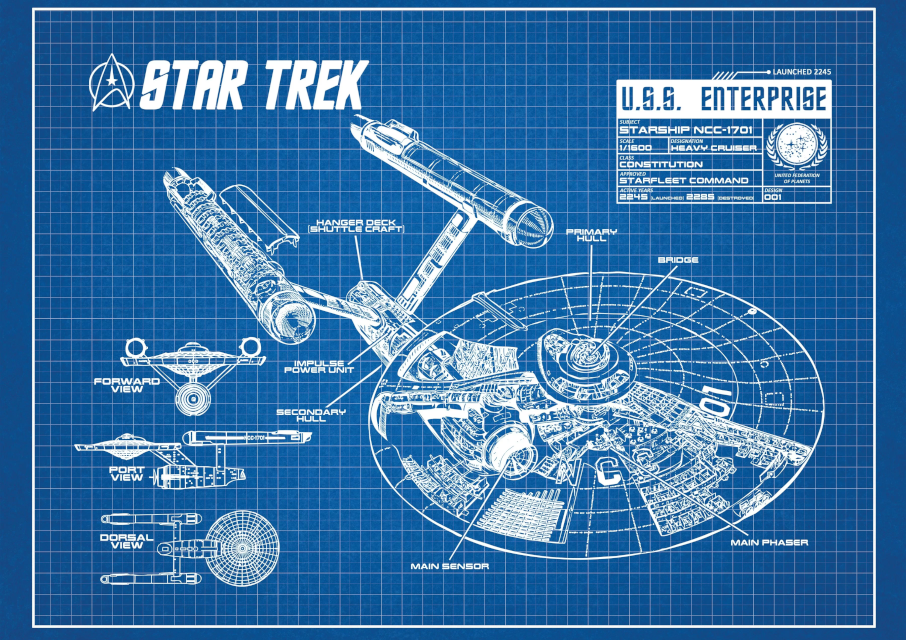 STAR TREK
LAUNCHED 2245
U.S.S. ENTERPRISE
SUBJECT
STARSHIP NCC-1701
SCALE
1/1600
DESIGNATION
HEAVY CRUISER
CLASS
CONSTITUTION
APPROVED
STARFLEET COMMAND
ACTIVE YEARS
2245 (LAUNCHED) 2285 (DESTROYED)
DESIGN
001
UNITED FEDERATION
OF PLANETS
HANGER DECK
(SHUTTLE CRAFT)
PRIMARY
HULL
BRIDGE
IMPULSE
POWER UNIT
SECONDARY
HULL
FORWARD
VIEW
PORT
VIEW
DORSAL
VIEW
MAIN SENSOR
MAIN PHASER
01
C